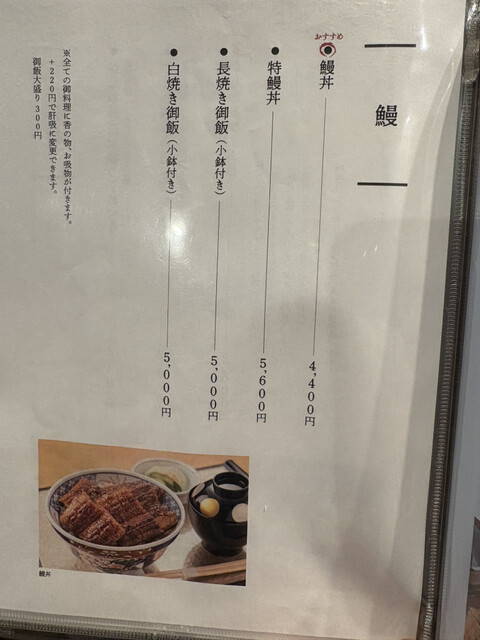 鰻
おすすめ
鰻丼 4,400円
● 特鰻丼 5,600円
● 長焼き御飯(小鉢付き) 5,000円
● 白焼き御飯(小鉢付き) 5,000円
※全ての御料理に香の物、お吸物が付きます。
+220円で肝吸に変更できます。
御飯大盛り300円
鰻丼